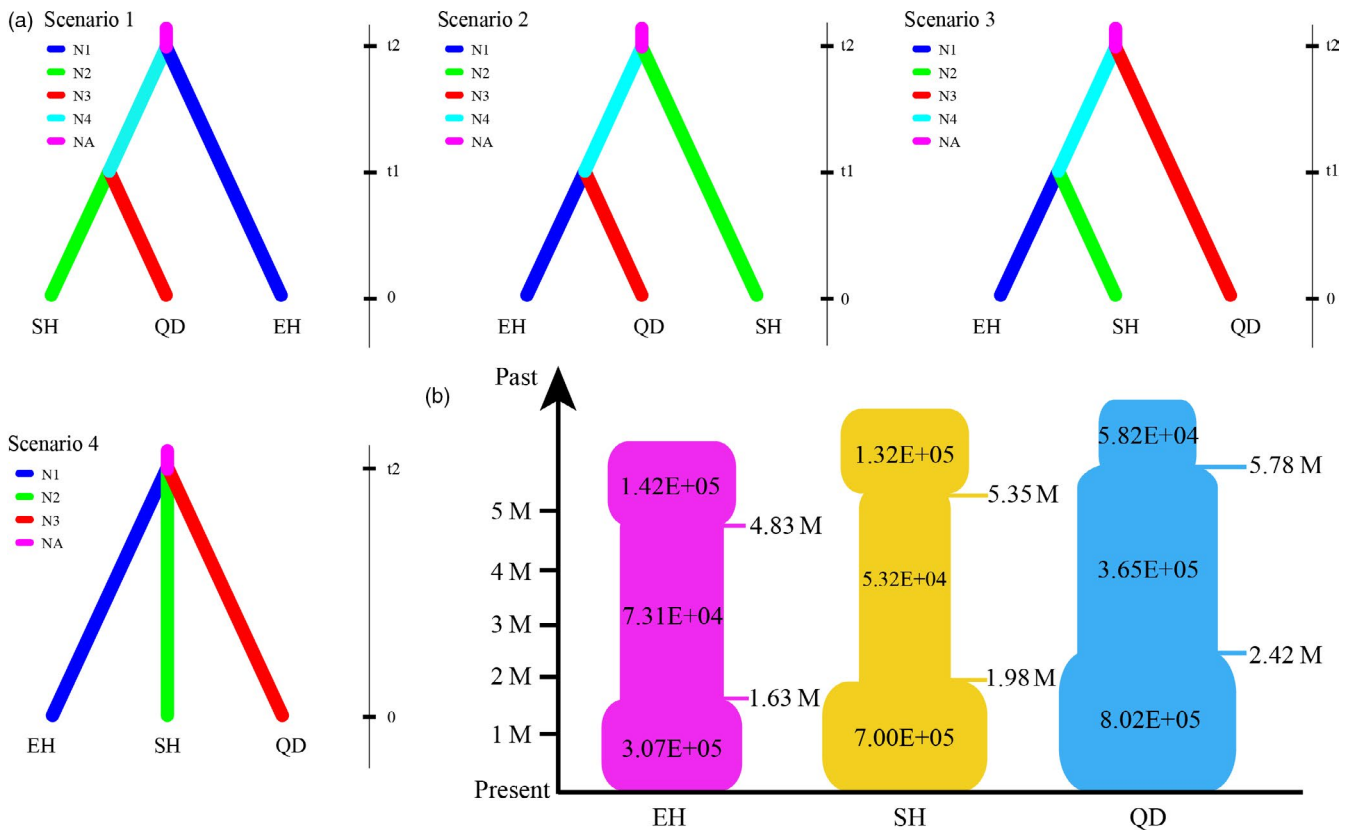 (a)
Scenario 1
N1
N2
N3
N4
NA
t2
t1
0
SH QD EH
Scenario 2
N1
N2
N3
N4
NA
t2
t1
0
EH QD SH
Scenario 3
N1
N2
N3
N4
NA
t2
t1
0
EH SH QD
Scenario 4
N1
N2
N3
NA
t2
0
EH SH QD
(b)
Past
5 M
4 M
3 M
2 M
1 M
Present
1.42E+05
4.83 M
7.31E+04
1.63 M
3.07E+05
EH
1.32E+05
5.35 M
5.32E+04
1.98 M
7.00E+05
SH
5.82E+04
5.78 M
3.65E+05
2.42 M
8.02E+05
QD